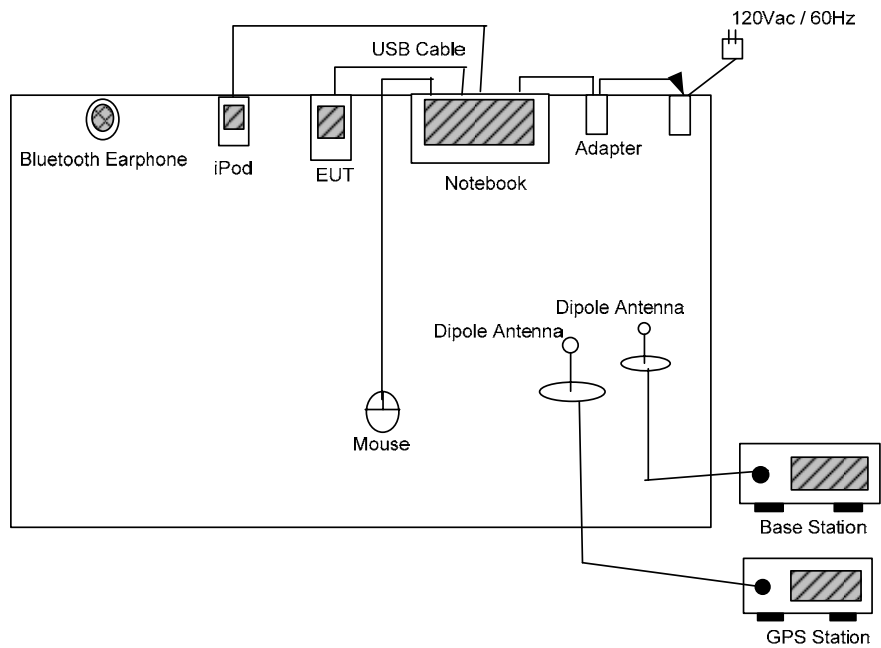 120Vac / 60Hz
USB Cable
Bluetooth Earphone
iPod
EUT
Notebook
Adapter
Dipole Antenna
Dipole Antenna
Mouse
Base Station
GPS Station